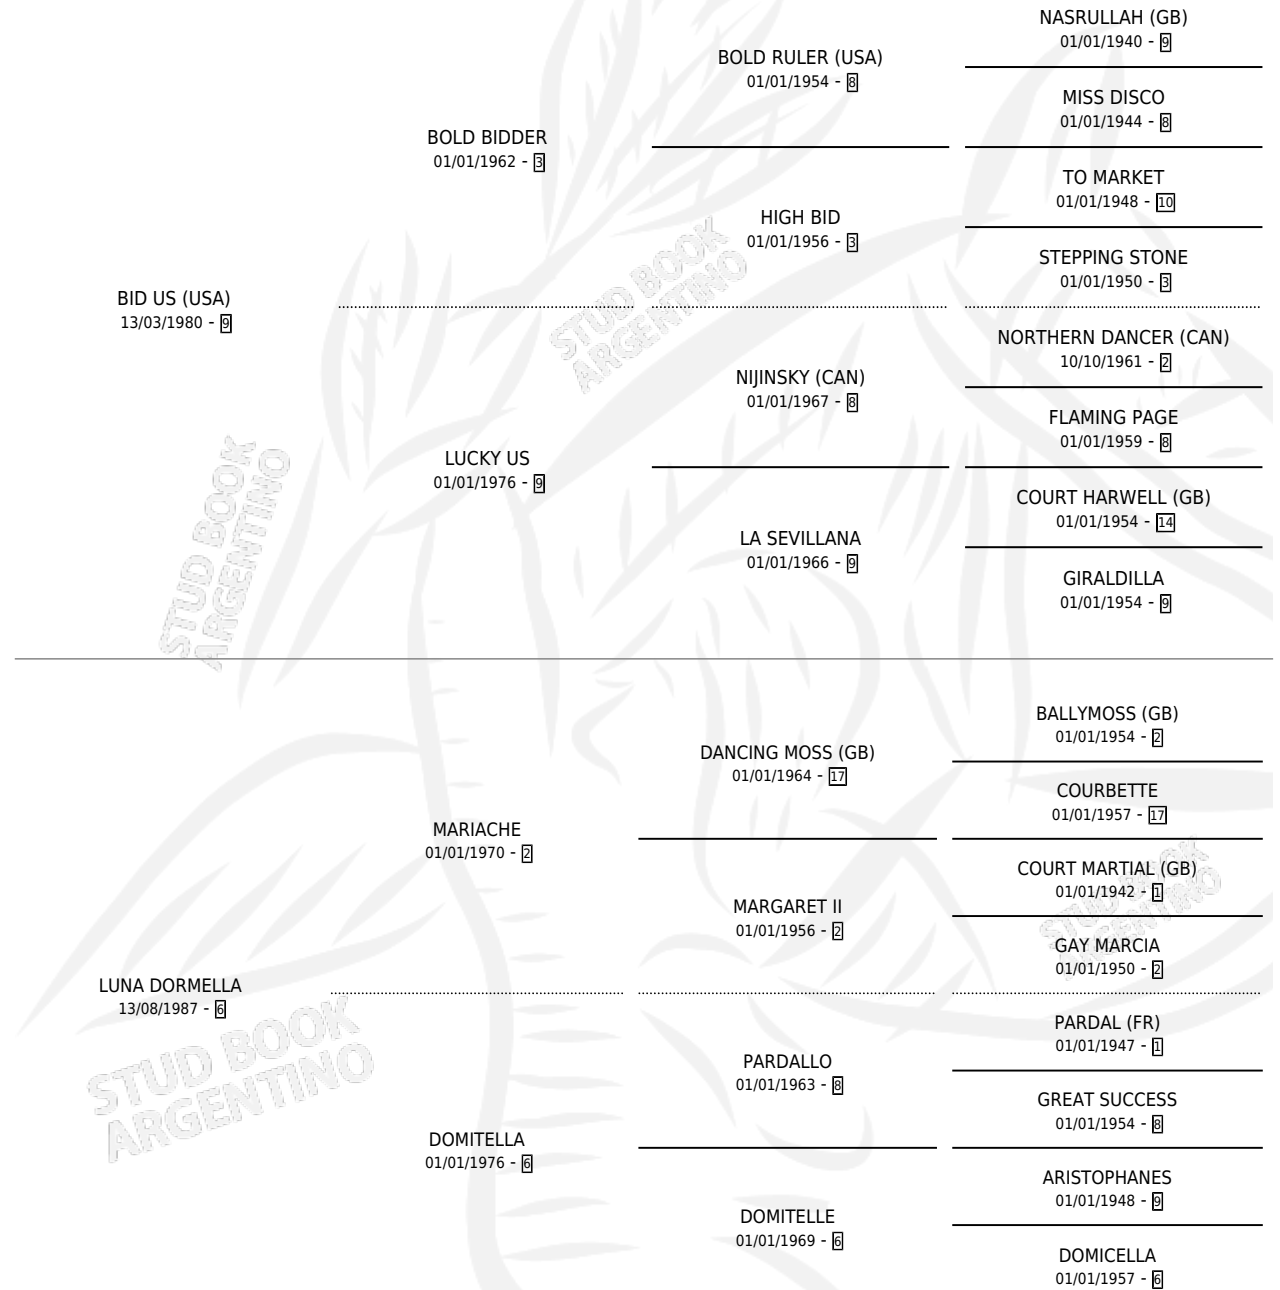 NASRULLAH (GB)
01/01/1940 - 9
BOLD RULER (USA)
01/01/1954 - 8
MISS DISCO
01/01/1944 - 8
BOLD BIDDER
01/01/1962 - 3
TO MARKET
01/01/1948 - 10
HIGH BID
01/01/1956 - 3
STEPPING STONE
01/01/1950 - 3
BID US (USA)
13/03/1980 - 9
NORTHERN DANCER (CAN)
10/10/1961 - 2
NIJINSKY (CAN)
01/01/1967 - 8
FLAMING PAGE
01/01/1959 - 8
LUCKY US
01/01/1976 - 9
COURT HARWELL (GB)
01/01/1954 - 14
LA SEVILLANA
01/01/1966 - 9
GIRALDILLA
01/01/1954 - 9
BALLYMOSS (GB)
01/01/1954 - 2
DANCING MOSS (GB)
01/01/1964 - 17
COURBETTE
01/01/1957 - 17
MARIACHE
01/01/1970 - 2
COURT MARTIAL (GB)
01/01/1942 - 1
MARGARET II
01/01/1956 - 2
GAY MARCIA
01/01/1950 - 2
LUNA DORMELLA
13/08/1987 - 6
PARDAL (FR)
01/01/1947 - 1
PARDALLO
01/01/1963 - 8
GREAT SUCCESS
01/01/1954 - 8
DOMITELLA
01/01/1976 - 6
ARISTOPHANES
01/01/1948 - 9
DOMITELLE
01/01/1969 - 6
DOMICELLA
01/01/1957 - 6
STUD BOOK
ARGENTINO
STUD BOOK
ARGENTINO
STUD BOOK
ARGENTINO
STUD BOOK
ARGENTINO